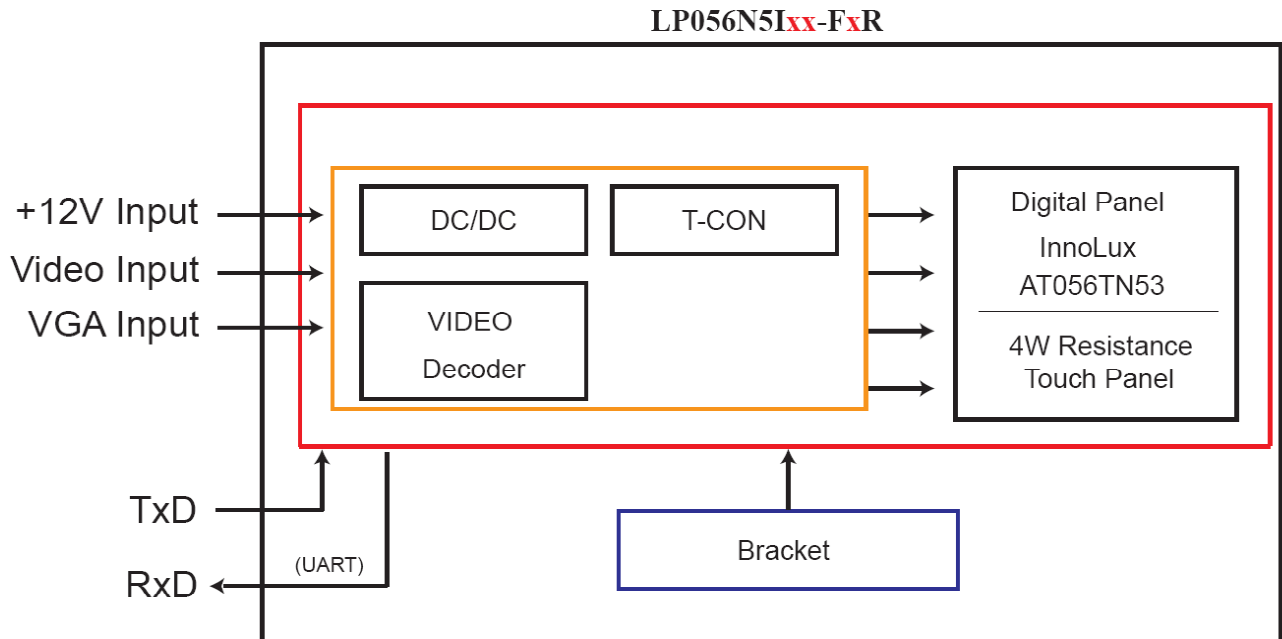 LP056N5Ixx-FxR
+12V Input
Video Input
VGA Input
DC/DC
T-CON
VIDEO
Decoder
Digital Panel
InnoLux
AT056TN53
4W Resistance
Touch Panel
TxD
RxD
(UART)
Bracket